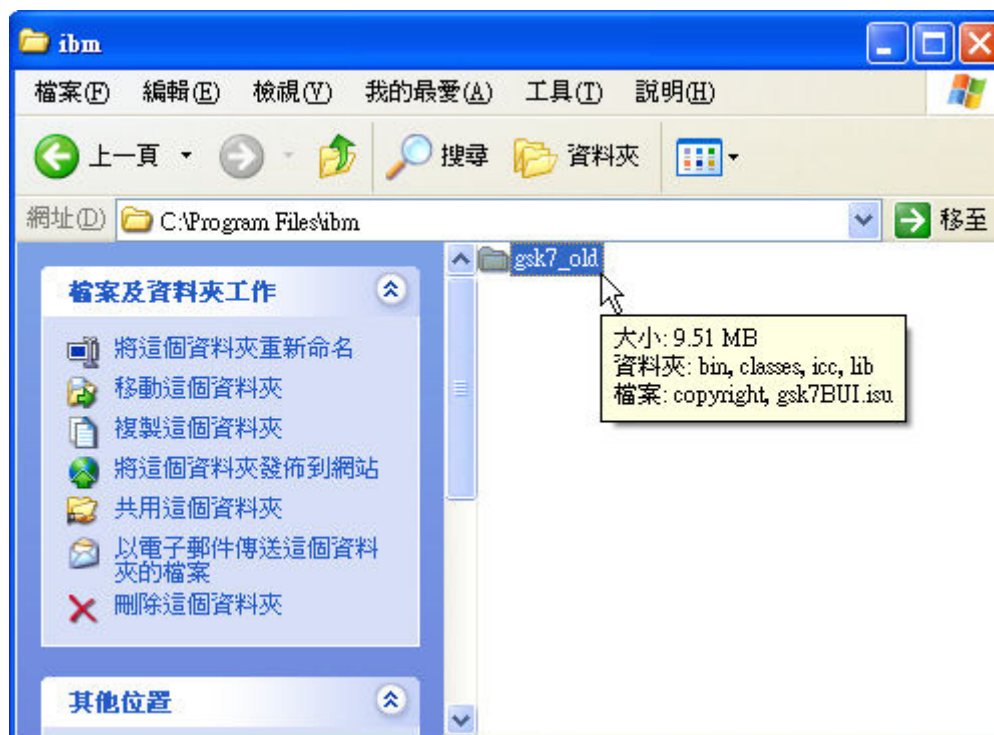 ibm
檔案(F) 編輯(E) 檢視(V) 我的最愛(A) 工具(T) 說明(H)
上一頁 搜尋 資料夾
網址(D) C:\Program Files\ibm 移至
檔案及資料夾工作
將這個資料夾重新命名
移動這個資料夾
複製這個資料夾
將這個資料夾發佈到網站
共用這個資料夾
以電子郵件傳送這個資料
夾的檔案
刪除這個資料夾
其他位置
gsk7_old
大小: 9.51 MB
資料夾: bin, classes, icc, lib
檔案: copyright, gsk7BUI.isu